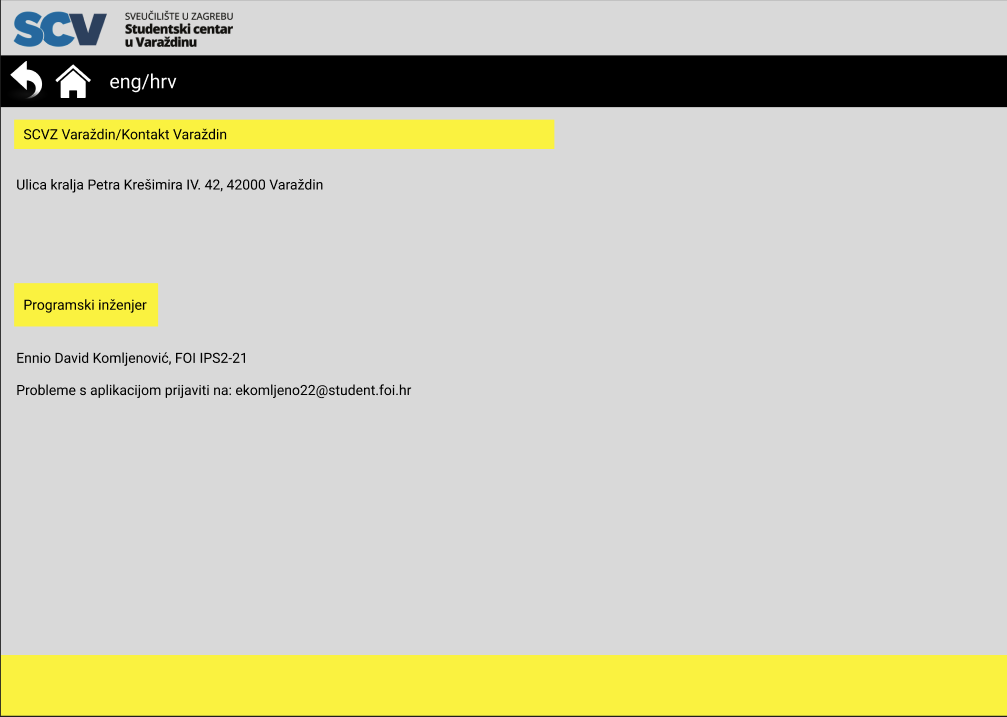 SCV
SVEUČILIŠTE U ZAGREBU
Studentski centar
u Varaždinu
eng/hrv
SCVZ Varaždin/Kontakt Varaždin
Ulica kralja Petra Krešimira IV. 42, 42000 Varaždin
Programski inženjer
Ennio David Komljenović, FOI IPS2-21
Probleme s aplikacijom prijaviti na: ekomljeno22@student.foi.hr